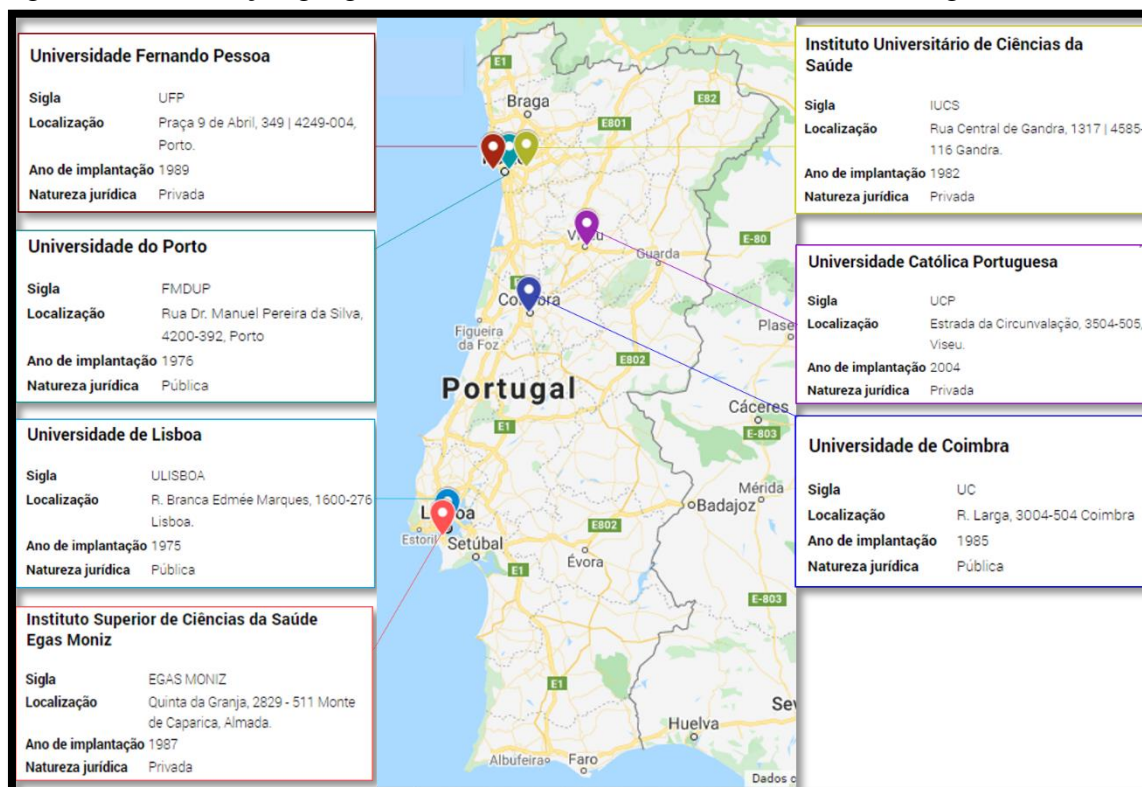 Universidade Fernando Pessoa
Sigla UFP
Localização Praça 9 de Abril, 349 | 4249-004,
Porto.
Ano de implantação 1989
Natureza jurídica Privada
Universidade do Porto
Sigla FMDUP
Localização Rua Dr. Manuel Pereira da Silva,
4200-392, Porto
Ano de implantação 1976
Natureza jurídica Pública
Universidade de Lisboa
Sigla ULISBOA
Localização R. Branca Edmée Marques, 1600-276
Lisboa.
Ano de implantação 1975
Natureza jurídica Pública
Instituto Superior de Ciências da Saúde
Egas Moniz
Sigla EGAS MONIZ
Localização Quinta da Granja, 2829 - 511 Monte
de Caparica, Almada.
Ano de implantação 1987
Natureza jurídica Privada
E1
Braga
E82
E801
E-80
Guarda
Figueira
da Foz
E802
Portugal
Cáceres
E-803
E1
Mérida
Badajoz
E802
Estoril
Setúbal
Évora
E1
E-803
E1
Huelva
Albufeira
Faro
Instituto Universitário de Ciências da
Saúde
Sigla IUCS
Localização Rua Central de Gandra, 1317 | 4585-
116 Gandra.
Ano de implantação 1982
Natureza jurídica Privada
Universidade Católica Portuguesa
Sigla UCP
Localização Estrada da Circunvalação, 3504-505,
Viseu.
Ano de implantação 2004
Natureza jurídica Privada
Universidade de Coimbra
Sigla UC
Localização R. Larga, 3004-504 Coimbra
Ano de implantação 1985
Natureza jurídica Pública